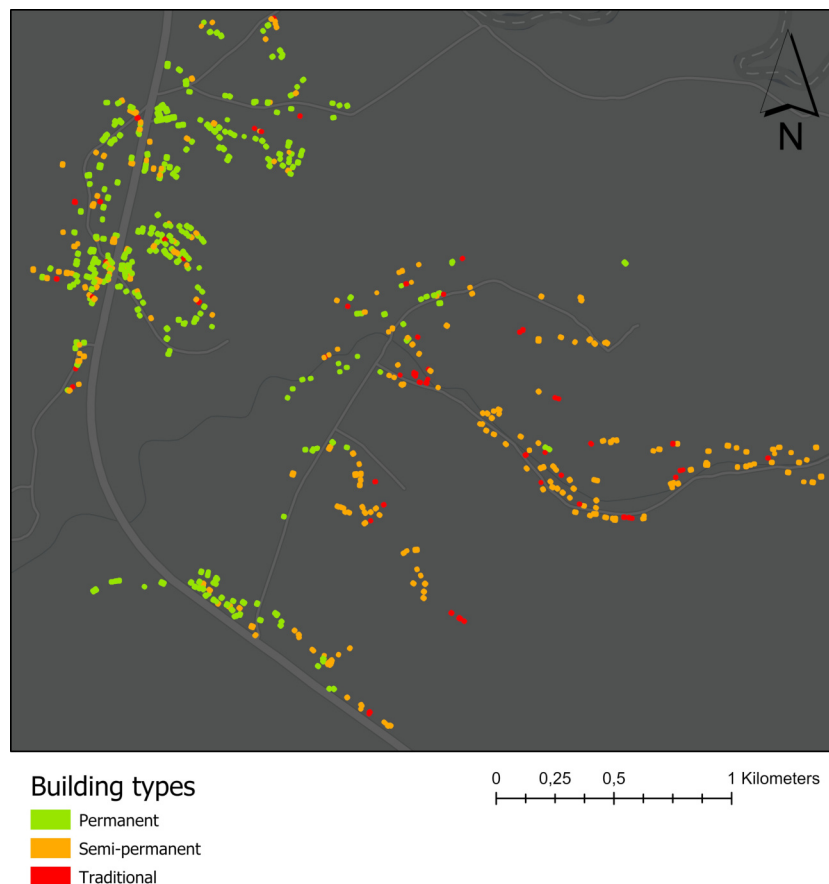 N
Building types
Permanent
Semi-permanent
Traditional
0 0,25 0,5 1 Kilometers